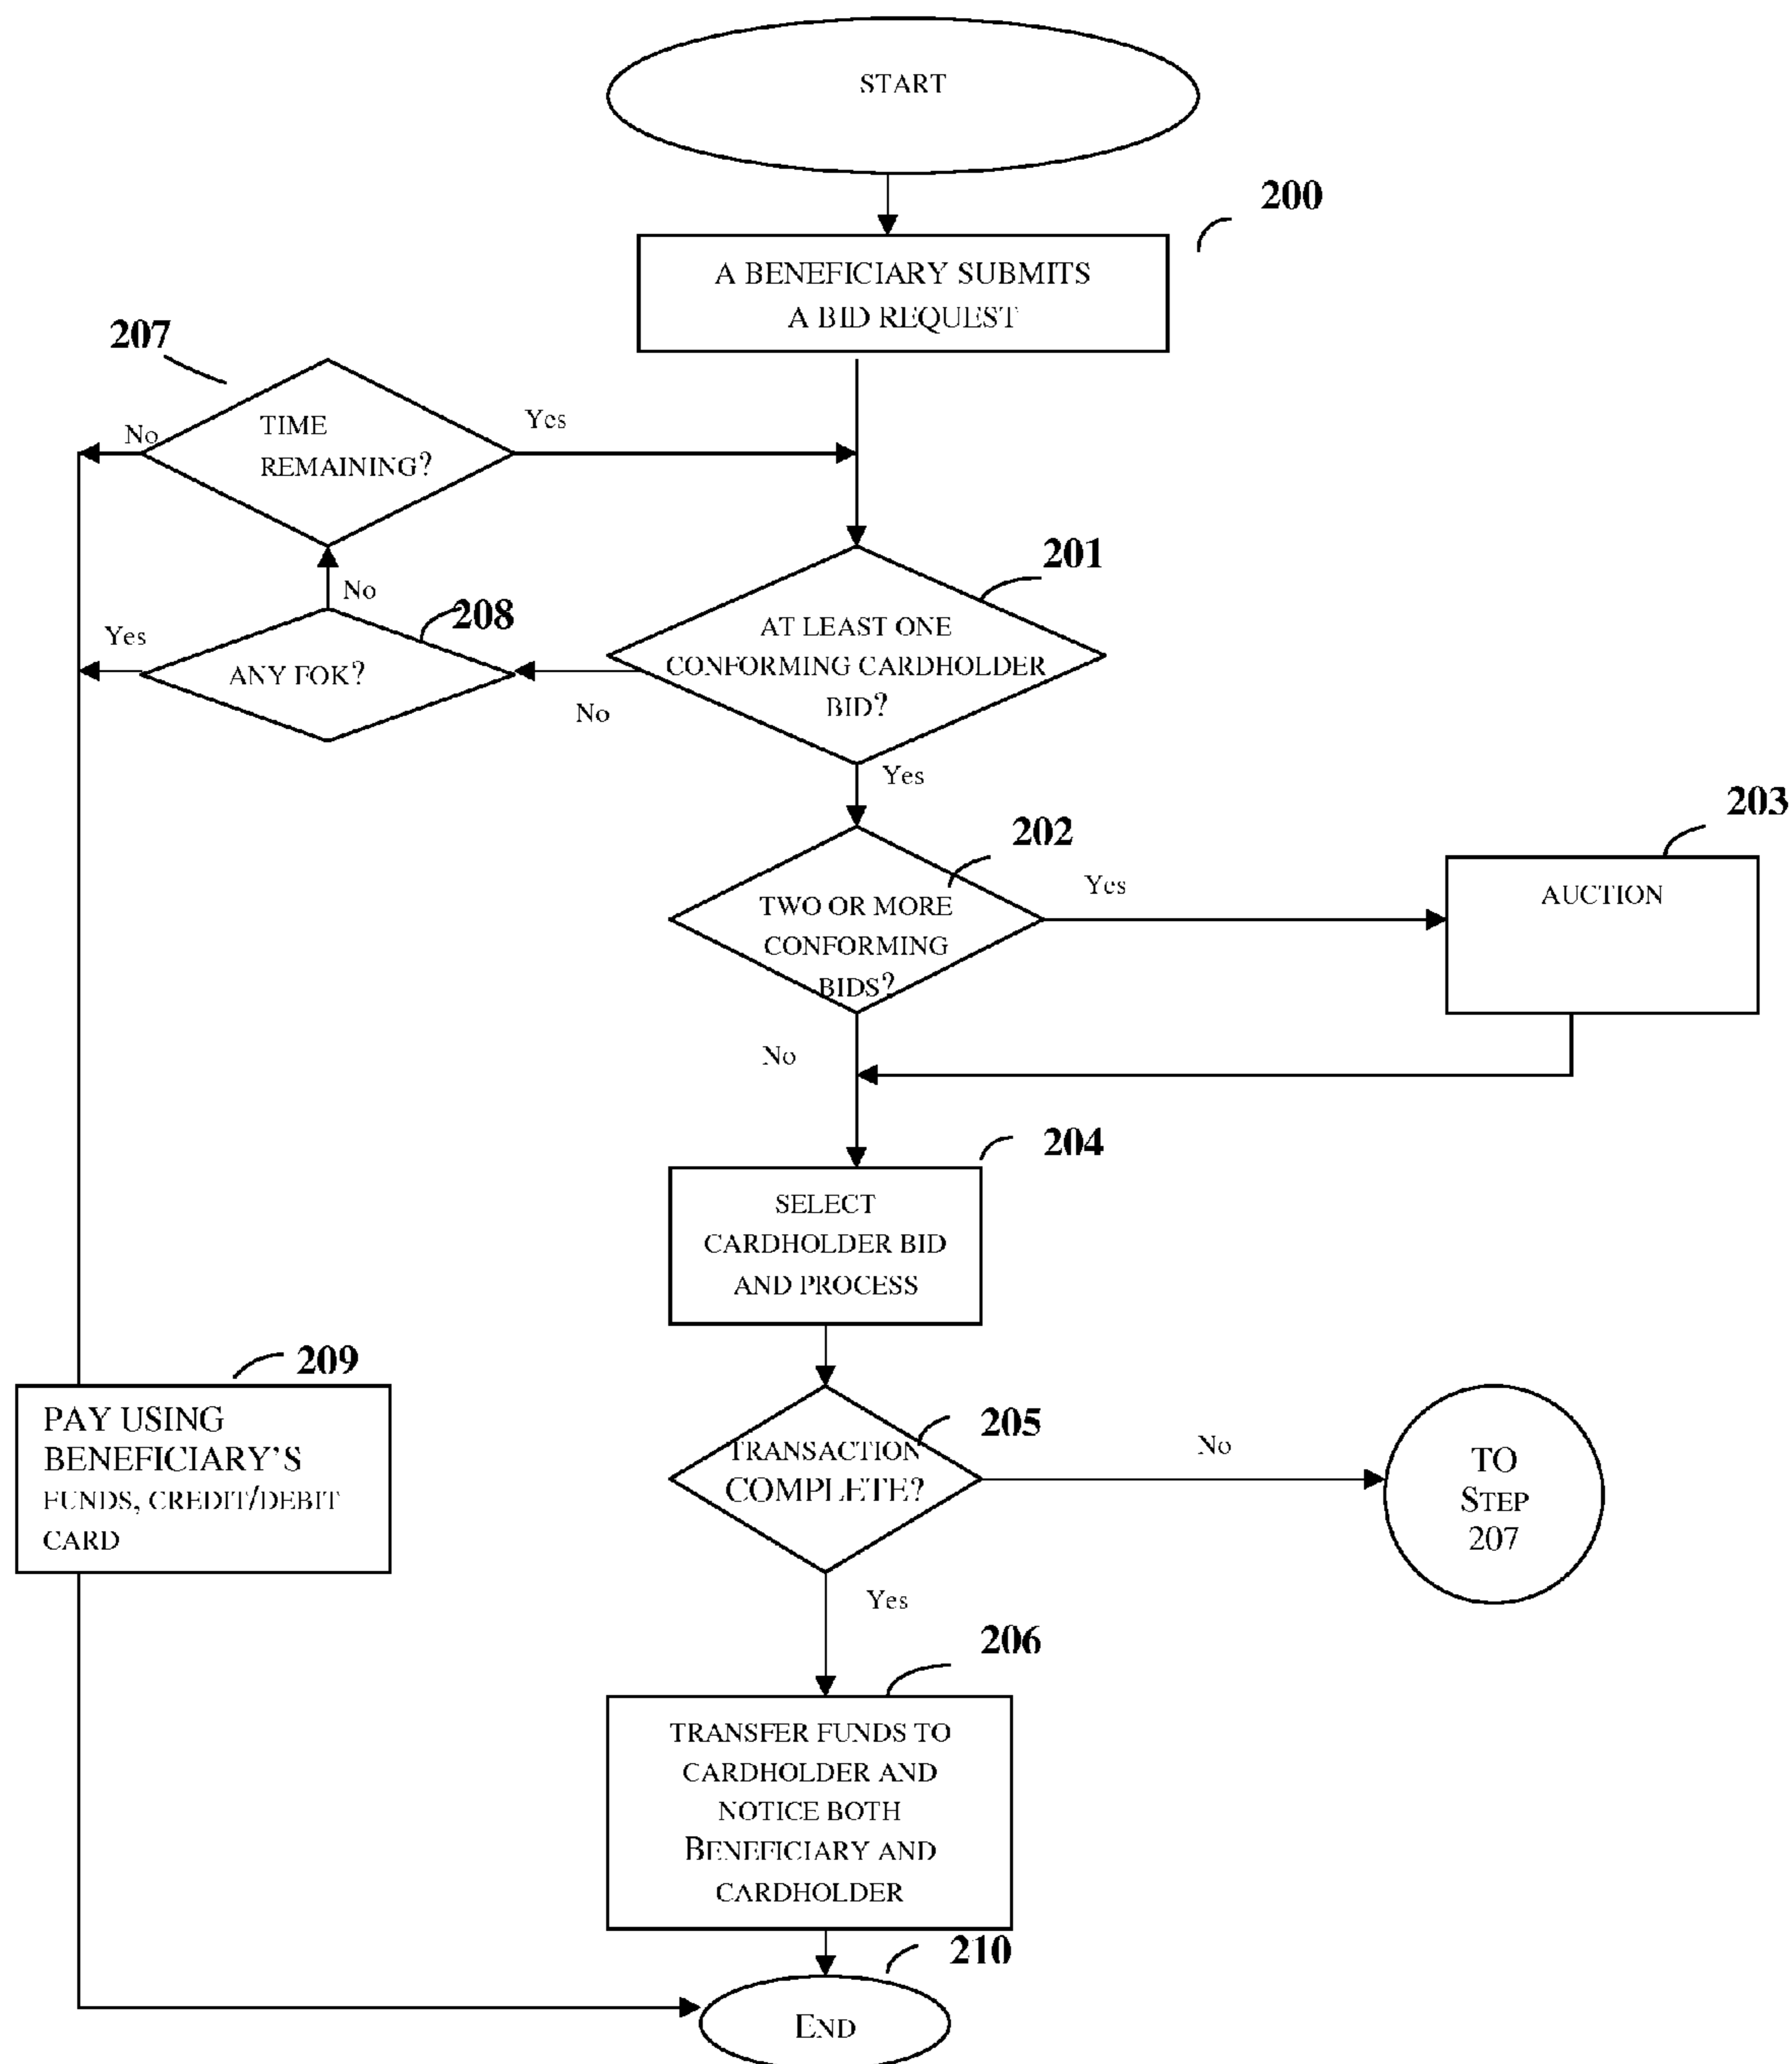 START
200
A BENEFICIARY SUBMITS
A BID REQUEST
207
TIME
REMAINING?
No
Yes
201
AT LEAST ONE
CONFORMING CARDHOLDER
BID?
No
208
Yes
ANY FOK?
No
Yes
202
203
TWO OR MORE
CONFORMING
BIDS?
Yes
AUCTION
No
204
SELECT
CARDHOLDER BID
AND PROCESS
209
PAY USING
BENEFICIARY'S
FUNDS, CREDIT/DEBIT
CARD
205
TRANSACTION
COMPLETE?
No
TO
STEP
207
Yes
206
TRANSFER FUNDS TO
CARDHOLDER AND
NOTICE BOTH
BENEFICIARY AND
CARDHOLDER
210
END